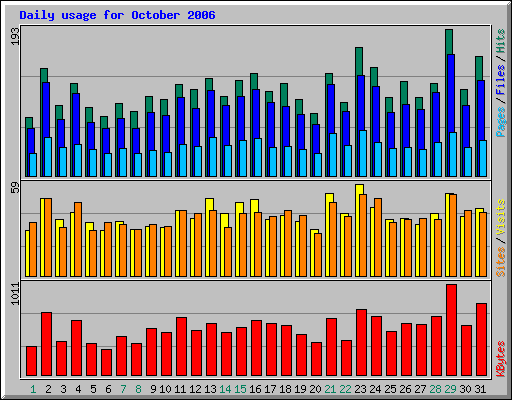 Daily usage for October 2006
193
Pages / Files / Hits
59
Sites / Visits
1011
KBytes
1 2 3 4 5 6 7 8 9 10 11 12 13 14 15 16 17 18 19 20 21 22 23 24 25 26 27 28 29 30 31